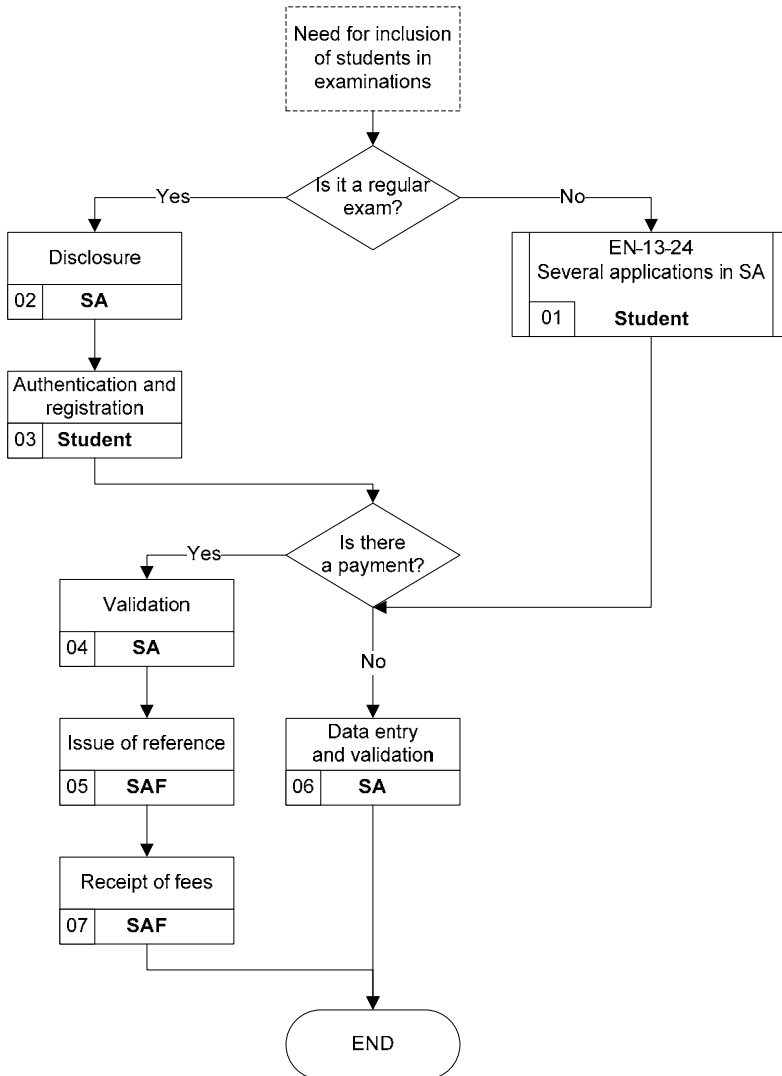 Need for inclusion
of students in
examinations
Is it a regular
exam?
Yes
No
Disclosure
02 SA
EN-13-24
Several applications in SA
01 Student
Authentication and
registration
03 Student
Is there
a payment?
Yes
No
Validation
04 SA
Issue of reference
05 SAF
Data entry
and validation
06 SA
Receipt of fees
07 SAF
END